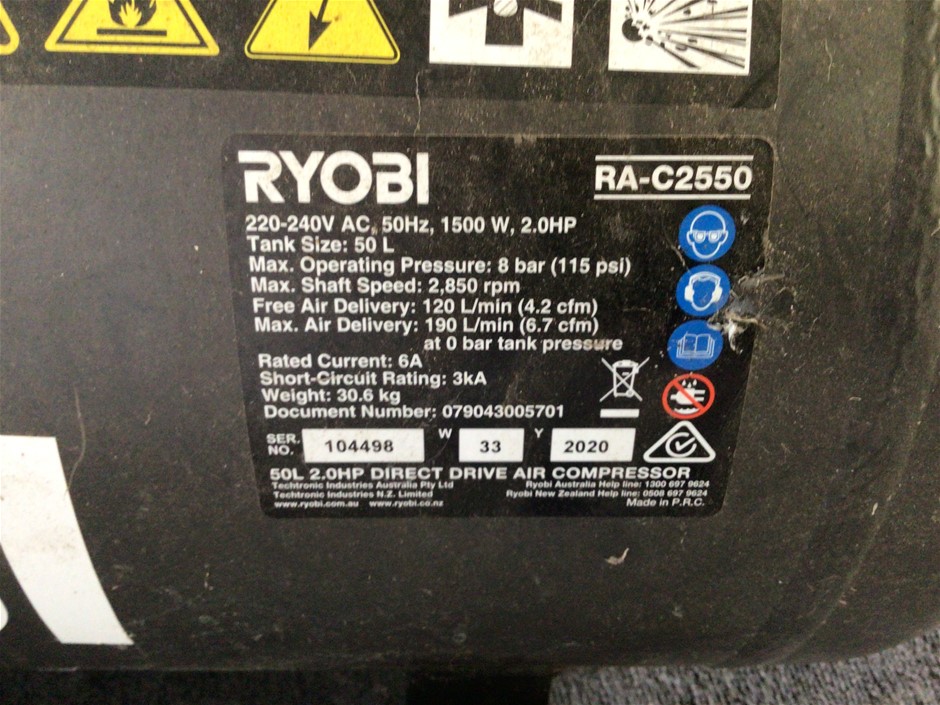 RYOBI
RA-C2550
220-240V AC, 50Hz, 1500 W, 2.0HP
Tank Size: 50 L
Max. Operating Pressure: 8 bar (115 psi)
Max. Shaft Speed: 2,850 rpm
Free Air Delivery: 120 L/min (4.2 cfm)
Max. Air Delivery: 190 L/min (6.7 cfm)
at 0 bar tank pressure
Rated Current: 6A
Short-Circuit Rating: 3kA
Weight: 30.6 kg
Document Number: 079043005701
SER. NO. 104498 W 33 Y 2020
50L 2.0HP DIRECT DRIVE AIR COMPRESSOR
Techtronic Industries Australia Pty Ltd Ryobi Australia Help line: 1300 697 9624
Techtronic Industries N.Z. Limited Ryobi New Zealand Help line: 0508 697 9624
www.ryobi.com.au www.ryobi.co.nz Made in P.R.C.